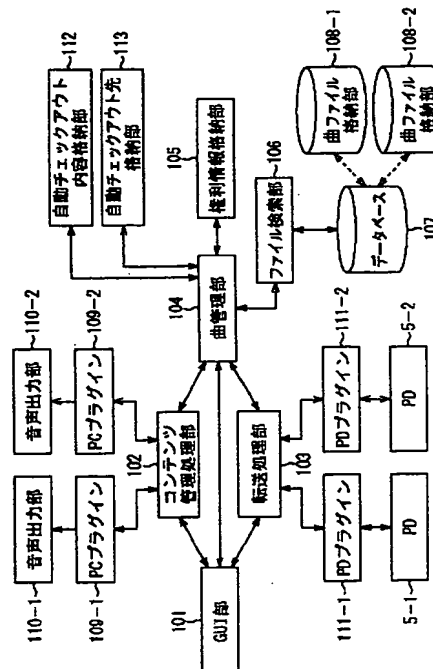 110-1
音声出力部
110-2
音声出力部
109-1
PCプラグイン
109-2
PCプラグイン
112
自動チェックアウト
内容格納部
113
自動チェックアウト先
格納部
102
コンテンツ
管理処理部
104
曲管理部
105
権利情報格納部
101
GUI部
103
転送処理部
106
ファイル検索部
111-1
PDプラグイン
111-2
PDプラグイン
5-1
PD
5-2
PD
107
データベース
108-1
曲ファイル
格納部
108-2
曲ファイル
格納部